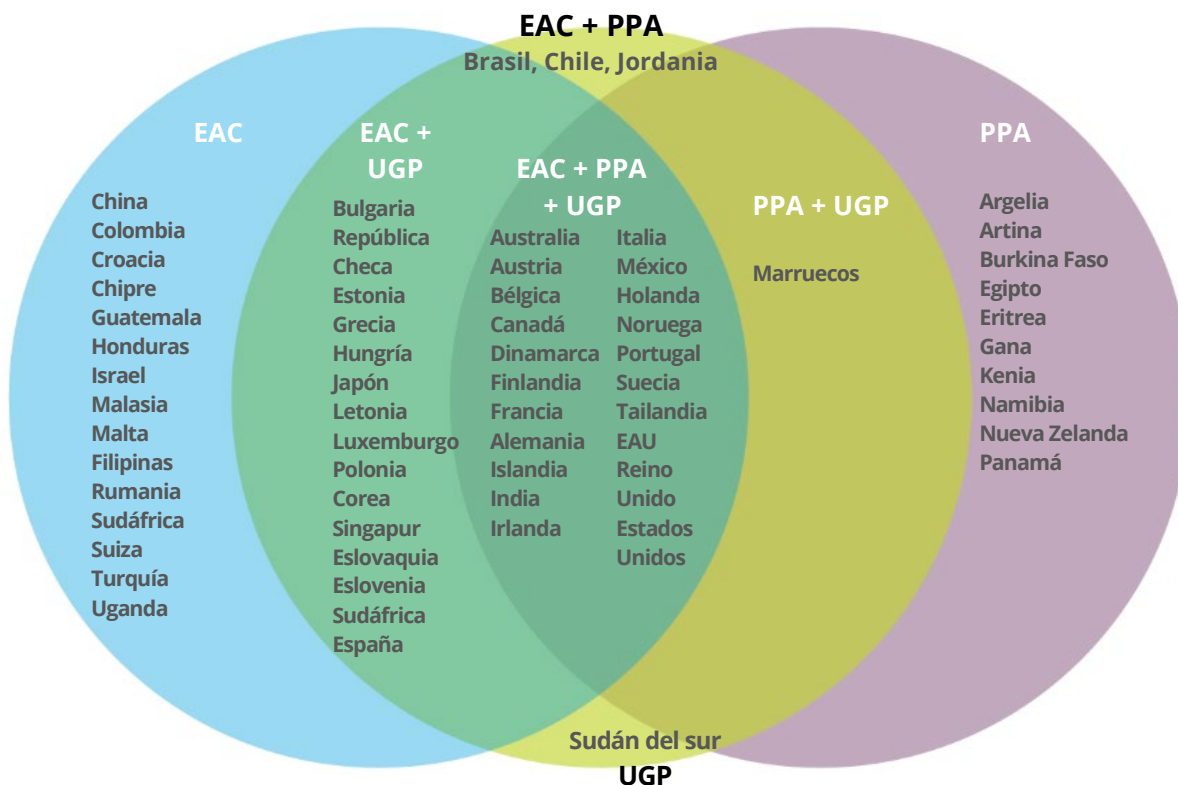 EAC + PPA
Brasil, Chile, Jordania
EAC
China
Colombia
Croacia
Chipre
Guatemala
Honduras
Israel
Malasia
Malta
Filipinas
Rumania
Sudáfrica
Suiza
Turquía
Uganda
EAC +
UGP
Bulgaria
República
Checa
Estonia
Grecia
Hungría
Japón
Letonia
Luxemburgo
Polonia
Corea
Singapur
Eslovaquia
Eslovenia
Sudáfrica
España
EAC + PPA
+ UGP
Australia
Austria
Bélgica
Canadá
Dinamarca
Finlandia
Francia
Alemania
Islandia
India
Irlanda
Italia
México
Holanda
Noruega
Portugal
Suecia
Tailandia
EAU
Reino
Unido
Estados
Unidos
PPA + UGP
Marruecos
PPA
Argelia
Artina
Burkina Faso
Egipto
Eritrea
Gana
Kenia
Namibia
Nueva Zelanda
Panamá
Sudán del sur
UGP